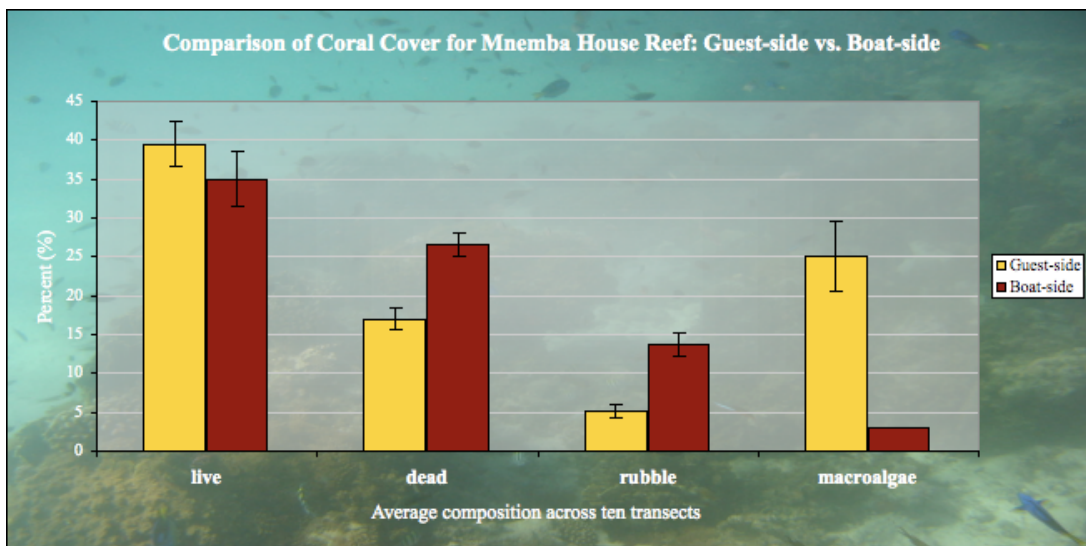 Comparison of Coral Cover for Mnemba House Reef: Guest-side vs. Boat-side
45
40
35
30
25
20
15
10
5
0
Percent (%)
live dead rubble macroalgae
Average composition across ten transects
Guest-side
Boat-side